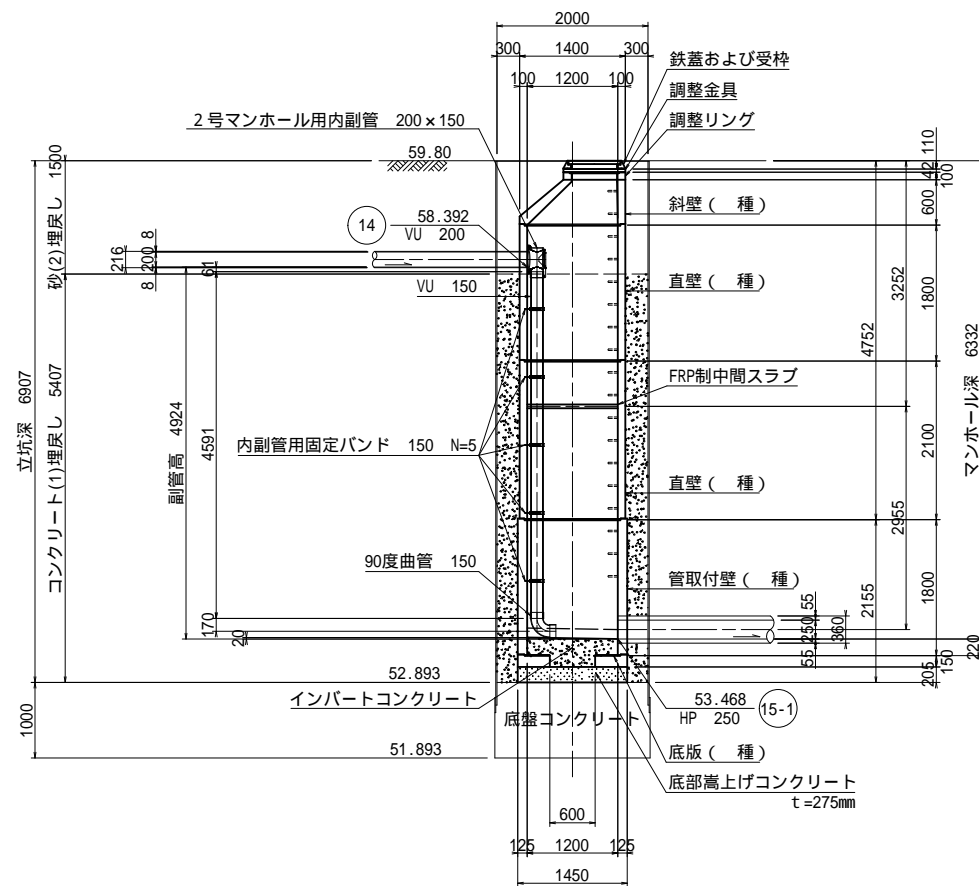 2000
300 1400 300
100 1200 100
鉄蓋および受枠
調整金具
調整リング
２号マンホール用内副管 200×150
59.80
110
42
100
600
斜壁（　種）
14
58.392
VU 200
VU 150
8
200
216
8
61
1500
砂(2)埋戻し
立坑深 6907
コンクリート(1)埋戻し 5407
副管高 4924
4591
直壁（　種）
3252
1800
4752
マンホール深 6332
FRP制中間スラブ
内副管用固定バンド 150 N=5
2100
直壁（　種）
2955
90度曲管 150
管取付壁（　種）
2155
1800
55
250
360
55
170
20
220
150
205
52.893
インバートコンクリート
底盤コンクリート
53.468
HP 250
15-1
1000
51.893
底版（　種）
底部嵩上げコンクリート
t=275mm
600
125 1200 125
1450